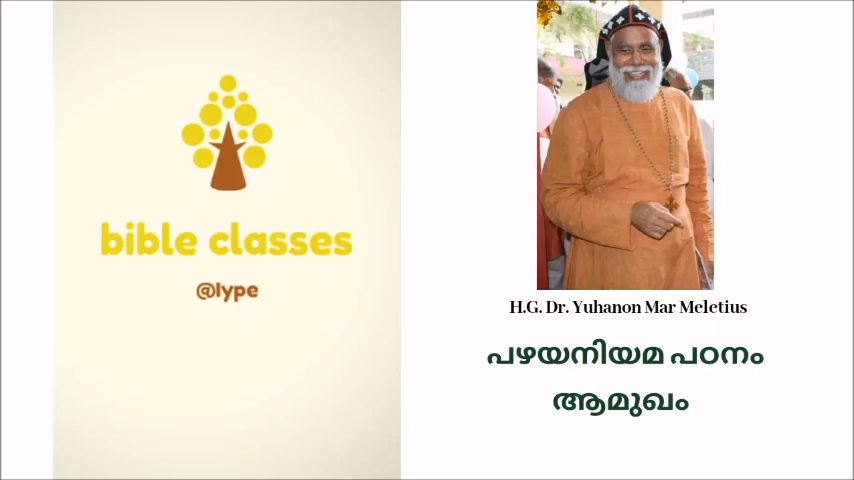 bible classes
@lype
H.G. Dr. Yuhanon Mar Meletius
പഴയനിയമ പഠനം
ആമുഖം